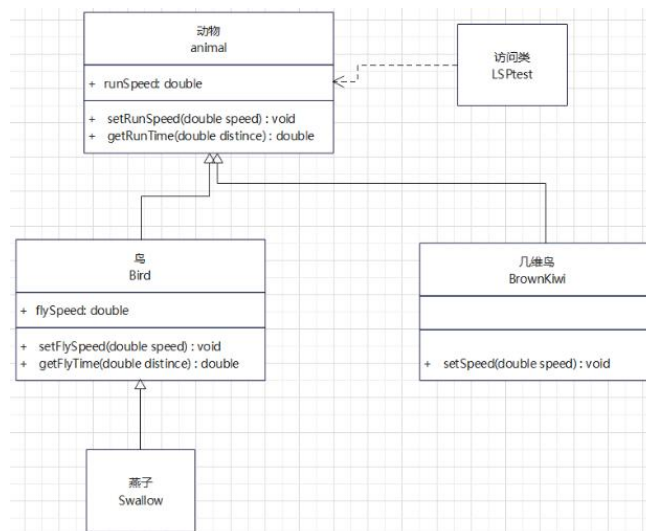 动物
animal
+ runSpeed: double
+ setRunSpeed(double speed) : void
+ getRunTime(double distince) : double
访问类
LSPtest
鸟
Bird
+ flySpeed: double
+ setFlySpeed(double speed) : void
+ getFlyTime(double distince) : double
几维鸟
BrownKiwi
+ setSpeed(double speed) : void
燕子
Swallow